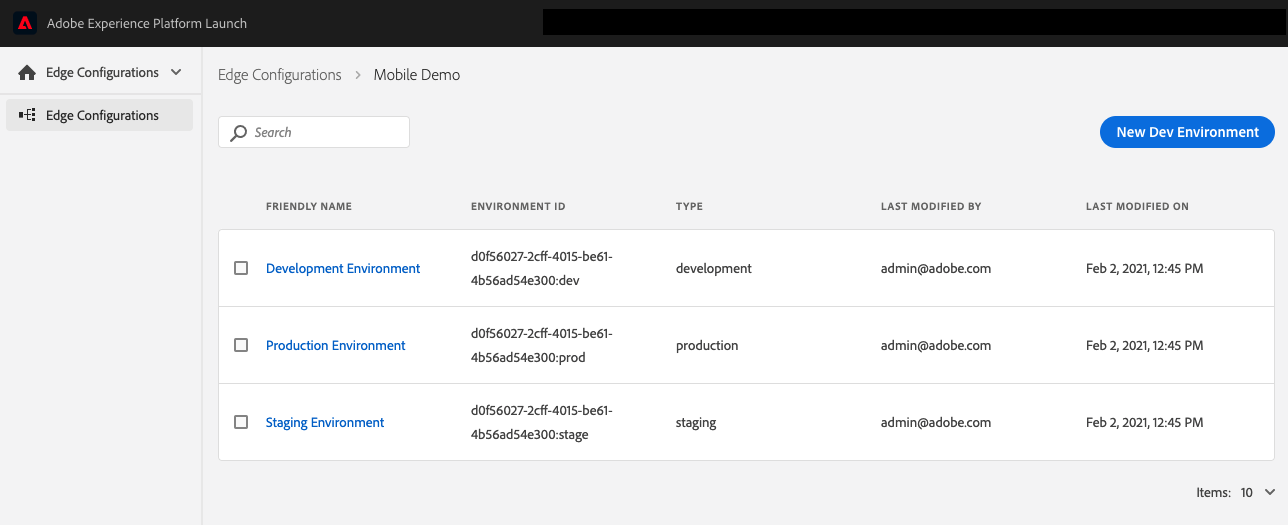 Adobe Experience Platform Launch
Edge Configurations
Edge Configurations
Edge Configurations > Mobile Demo
Search
New Dev Environment
FRIENDLY NAME ENVIRONMENT ID TYPE LAST MODIFIED BY LAST MODIFIED ON
d0f56027-2cff-4015-be61-
Development Environment development admin@adobe.com Feb 2, 2021, 12:45 PM
4b56ad54e300:dev
d0f56027-2cff-4015-be61-
Production Environment production admin@adobe.com Feb 2, 2021, 12:45 PM
4b56ad54e300:prod
d0f56027-2cff-4015-be61-
Staging Environment staging admin@adobe.com Feb 2, 2021, 12:45 PM
4b56ad54e300:stage
Items: 10